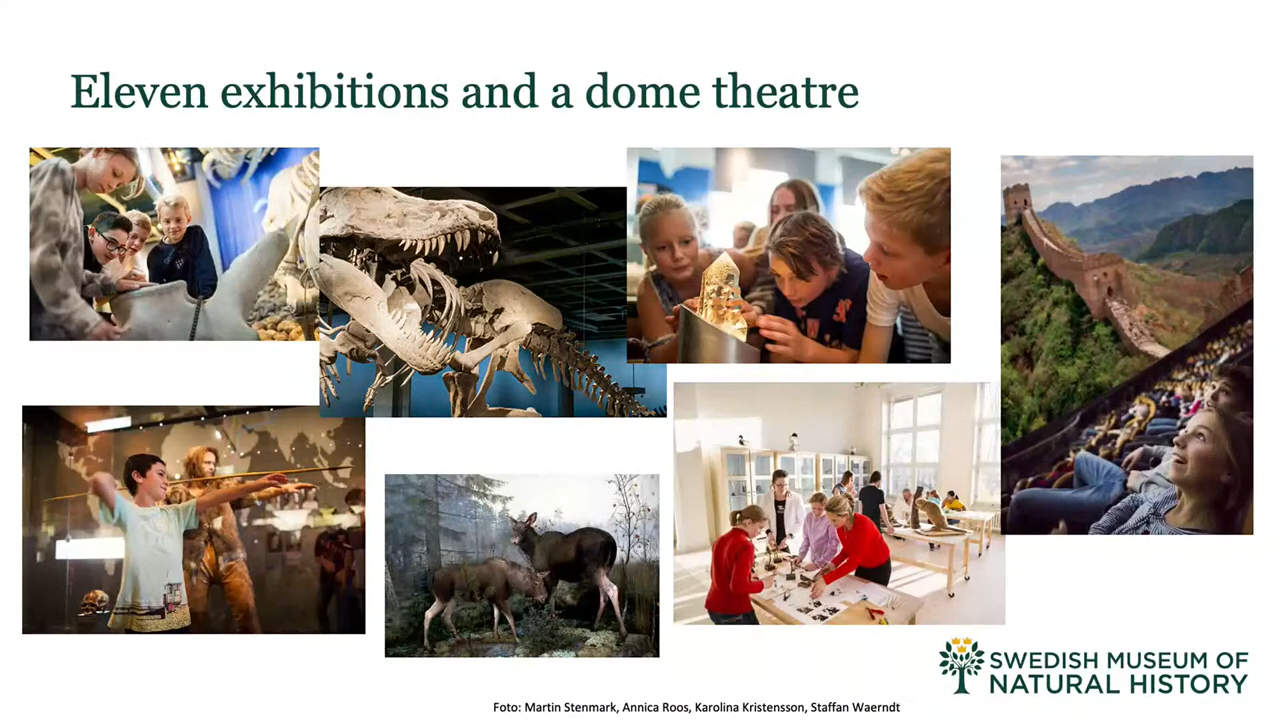 Eleven exhibitions and a dome theatre
SWEDISH MUSEUM OF
NATURAL HISTORY
Foto: Martin Stenmark, Annica Roos, Karolina Kristensson, Staffan Waerndt